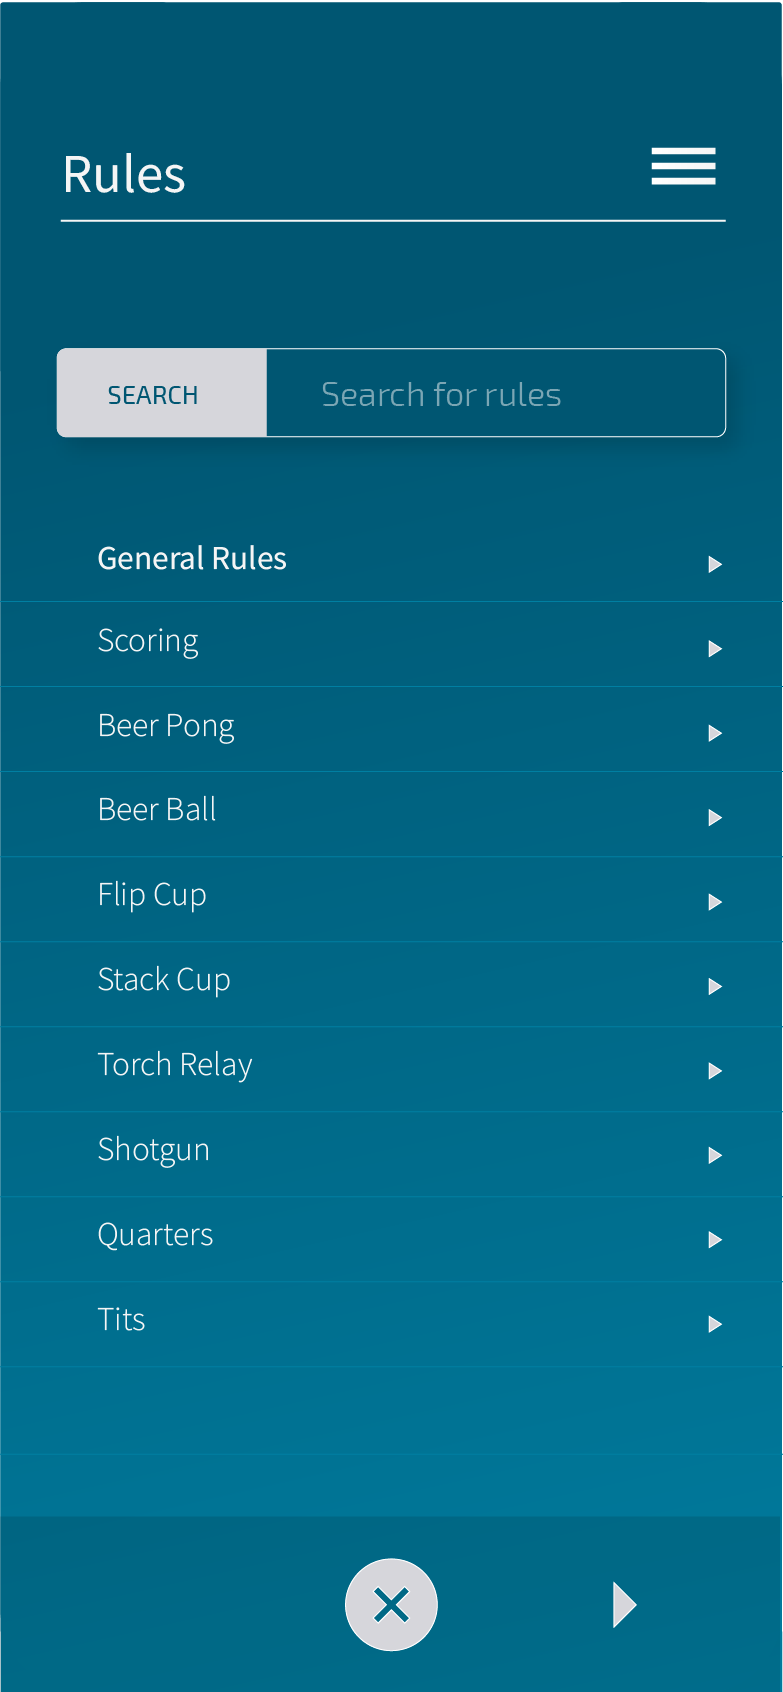 Rules
SEARCH
Search for rules
General Rules
Scoring
Beer Pong
Beer Ball
Flip Cup
Stack Cup
Torch Relay
Shotgun
Quarters
Tits